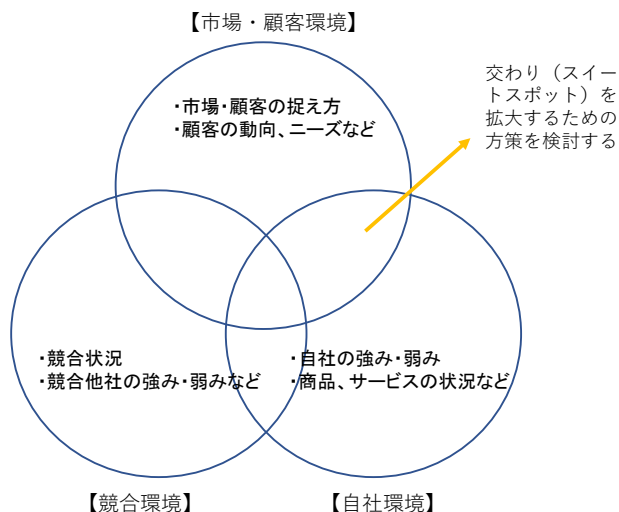 【市場・顧客環境】
・市場・顧客の捉え方
・顧客の動向、ニーズなど
交わり（スイー
トスポット）を
拡大するための
方策を検討する
・競合状況
・競合他社の強み・弱みなど
・自社の強み・弱み
・商品、サービスの状況など
【競合環境】
【自社環境】